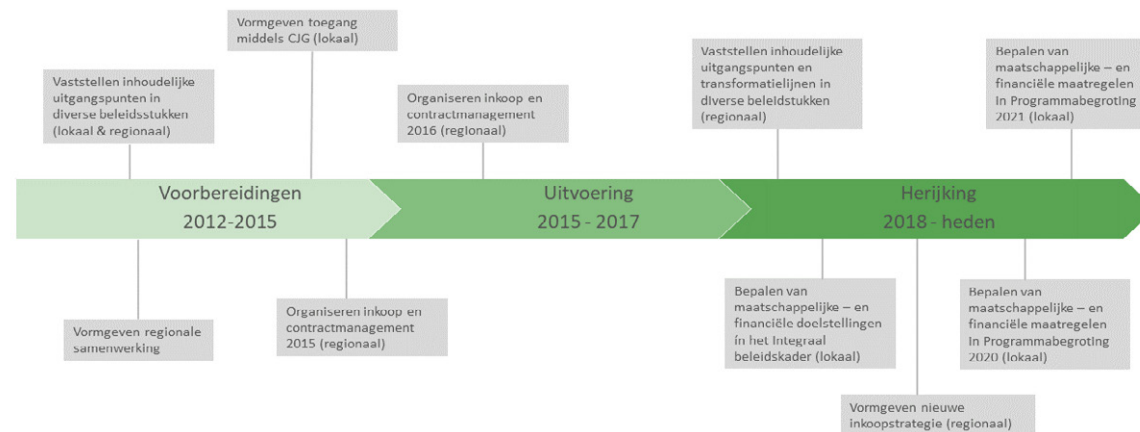 Vormgeven toegang
middels CJG (lokaal)
Vaststellen inhoudelijke
uitgangspunten in
diverse beleidsstukken
(lokaal & regionaal)
Organiseren inkoop en
contractmanagement
2016 (regionaal)
Vaststellen inhoudelijke
uitgangspunten en
transformatielijnen in
diverse beleidstukken
(regionaal)
Bepalen van
maatschappelijke – en
financiële maatregelen
in Programmabegroting
2021 (lokaal)
Voorbereidingen
2012-2015
Uitvoering
2015 - 2017
Herijking
2018 - heden
Vormgeven regionale
samenwerking
Organiseren inkoop en
contractmanagement
2015 (regionaal)
Bepalen van
maatschappelijke – en
financiële doelstellingen
in het Integraal
beleidskader (lokaal)
Bepalen van
maatschappelijke – en
financiële maatregelen
in Programmabegroting
2020 (lokaal)
Vormgeven nieuwe
inkoopstrategie (regionaal)